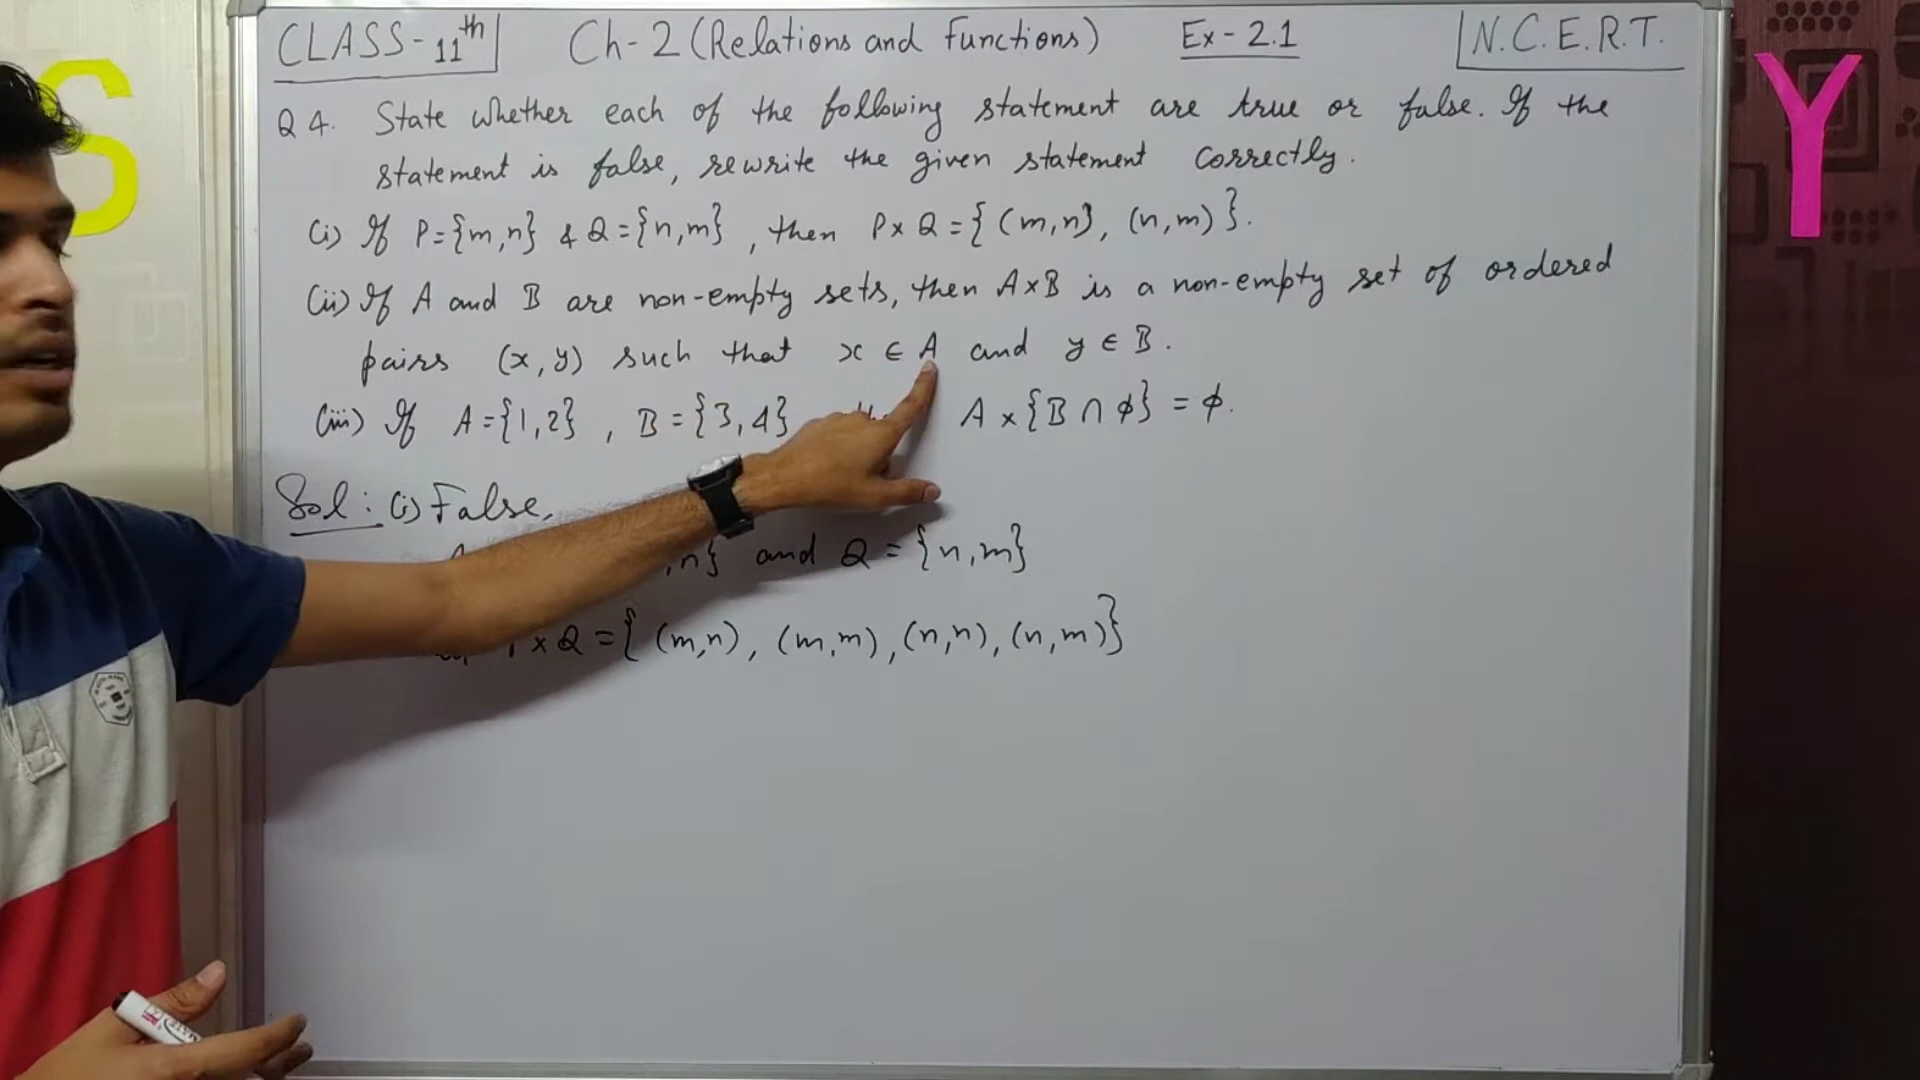 CLASS-11th Ch-2 (Relations and Functions) Ex-2.1 N.C.E.R.T.
S Y
Q 4. State whether each of the following statement are true or false. If the
statement is false, rewrite the given statement correctly.
(i) If P={m,n} & Q={n,m}, then P×Q={(m,n), (n,m)}.
(ii) If A and B are non-empty sets, then A×B is a non-empty set of ordered
pairs (x,y) such that x ∈ A and y ∈ B.
(iii) If A={1,2}, B={3,4} A×{B∩ϕ}=ϕ.
Sol: (i) False,
,n} and Q={n,m}
×Q={(m,n), (m,m), (n,n), (n,m)}